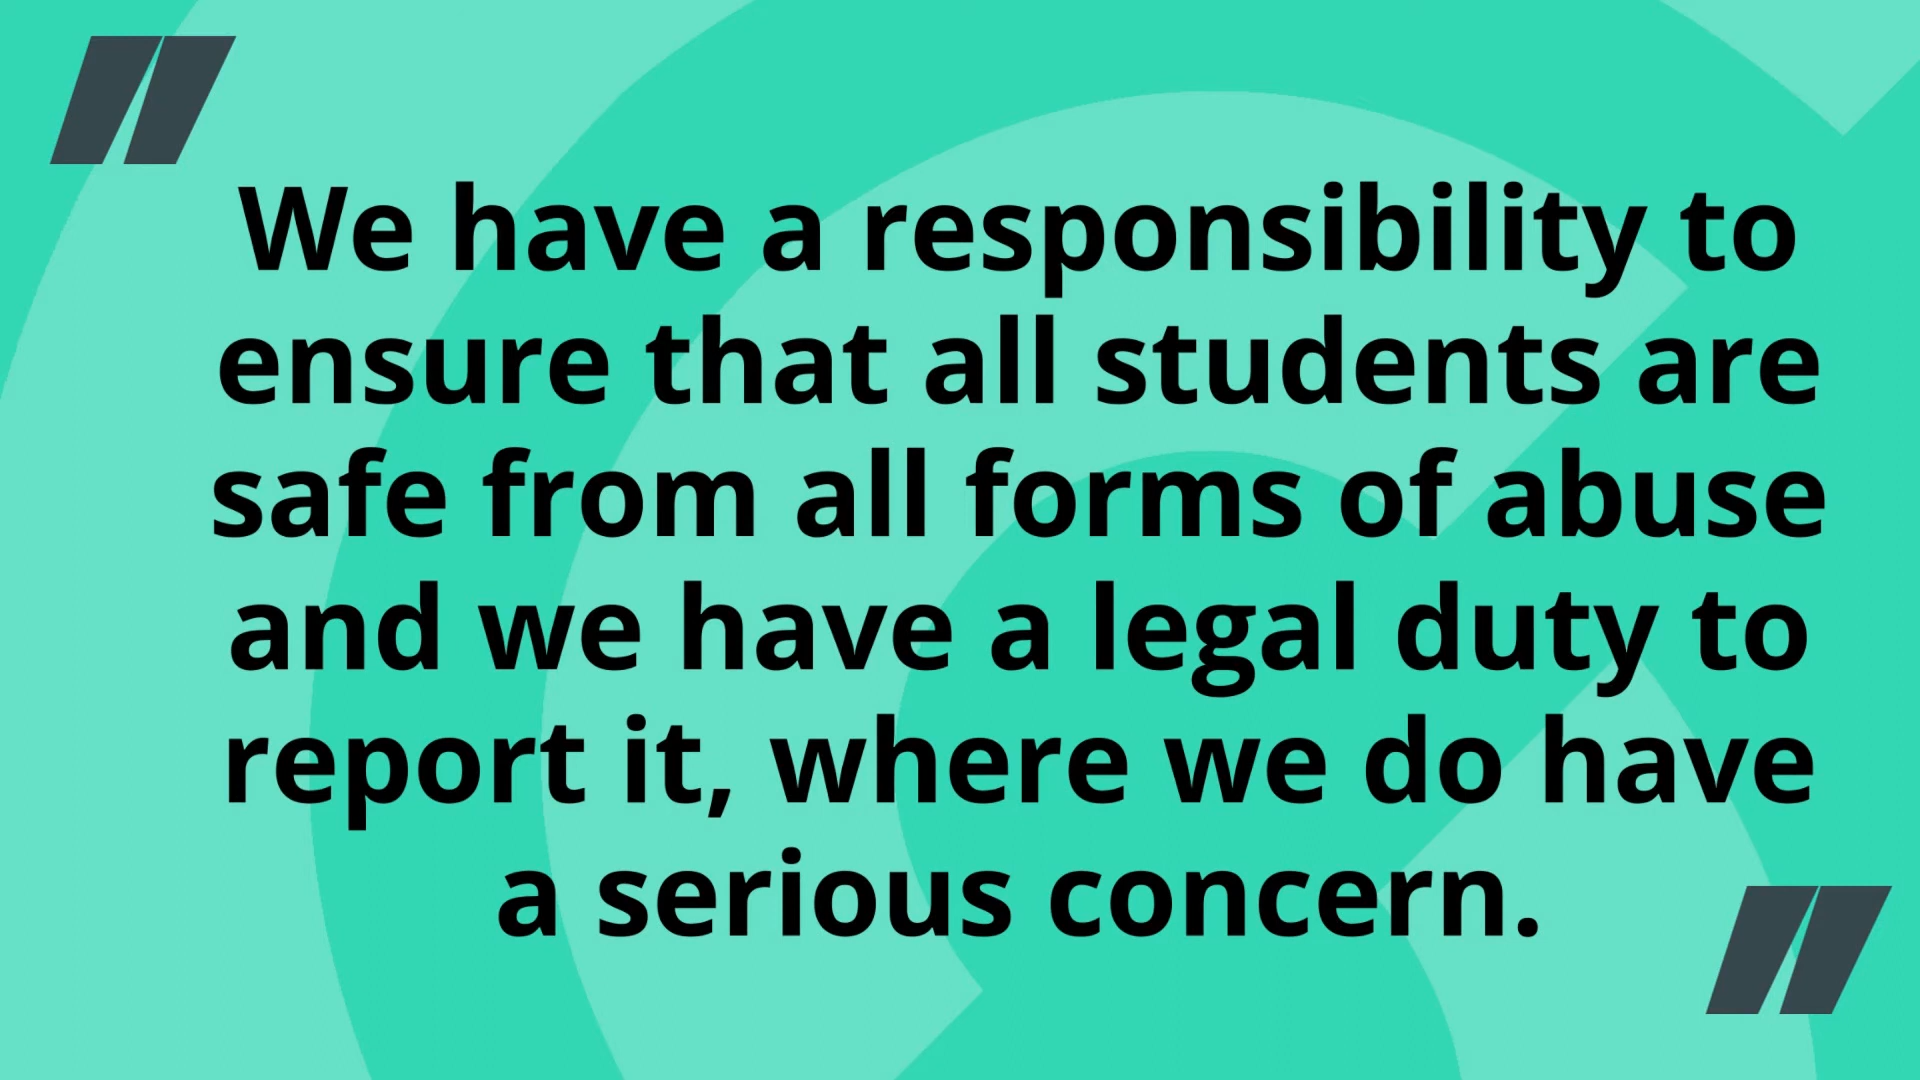 "
We have a responsibility to
ensure that all students are
safe from all forms of abuse
and we have a legal duty to
report it, where we do have
a serious concern.
"